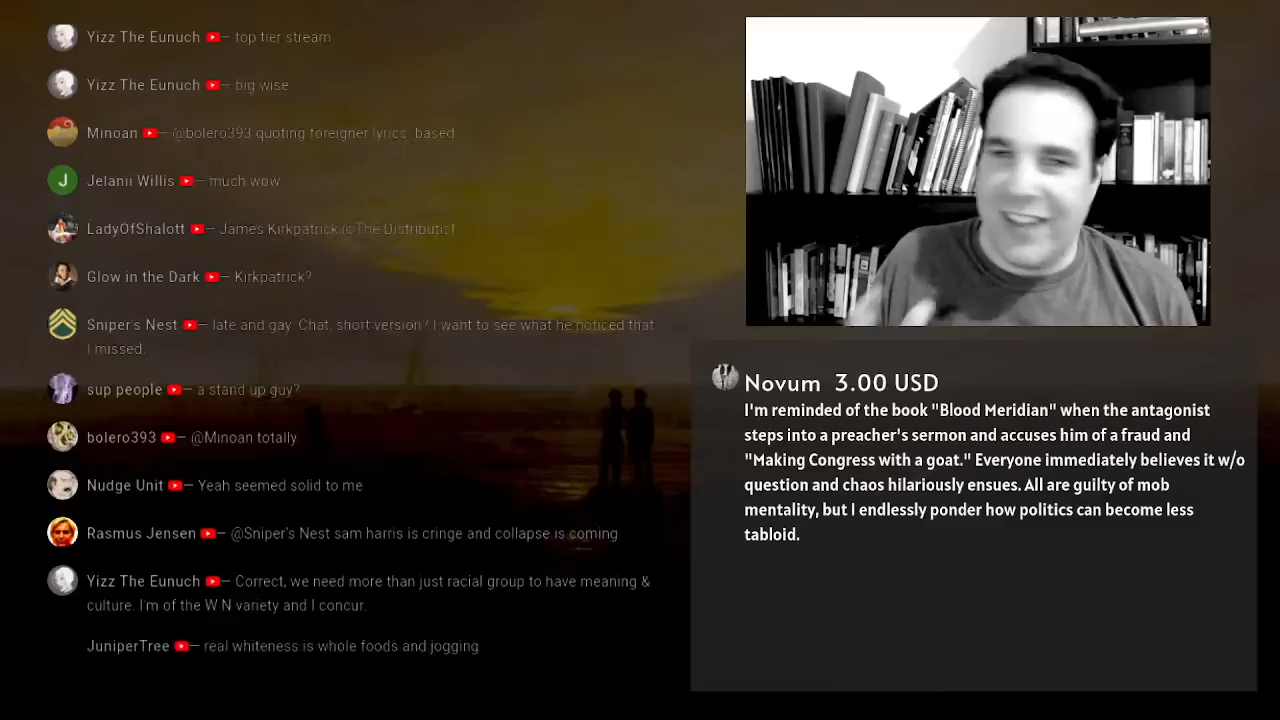 Yizz The Eunuch — top tier stream
Yizz The Eunuch — big wise
Minoan — @bolero393 quoting foreigner lyrics, based
J
Jelanii Willis — much wow
LadyOfShalott — James Kirkpatrick @The Distributist
Glow in the Dark — Kirkpatrick?
Sniper's Nest — late and gay. Chat, short version? I want to see what he noticed that
I missed.
sup people — a stand up guy?
bolero393 — @Minoan totally
Nudge Unit — Yeah seemed solid to me
Rasmus Jensen — @Sniper's Nest sam harris is cringe and collapse is coming
Yizz The Eunuch — Correct, we need more than just racial group to have meaning &
culture. I'm of the W N variety and I concur.
JuniperTree — real whiteness is whole foods and jogging
Novum 3.00 USD
I'm reminded of the book "Blood Meridian" when the antagonist
steps into a preacher's sermon and accuses him of a fraud and
"Making Congress with a goat." Everyone immediately believes it w/o
question and chaos hilariously ensues. All are guilty of mob
mentality, but I endlessly ponder how politics can become less
tabloid.